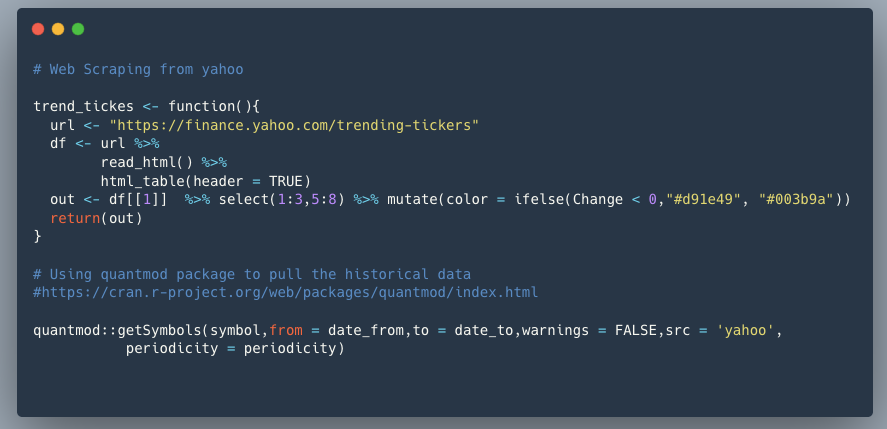 # Web Scraping from yahoo
trend_tickes <- function(){
  url <- "https://finance.yahoo.com/trending-tickers"
  df <- url %>%
        read_html() %>%
        html_table(header = TRUE)
  out <- df[[1]]  %>% select(1:3,5:8) %>% mutate(color = ifelse(Change < 0,"#d91e49", "#003b9a"))
  return(out)
}
# Using quantmod package to pull the historical data
#https://cran.r-project.org/web/packages/quantmod/index.html
quantmod::getSymbols(symbol,from = date_from,to = date_to,warnings = FALSE,src = 'yahoo',
           periodicity = periodicity)